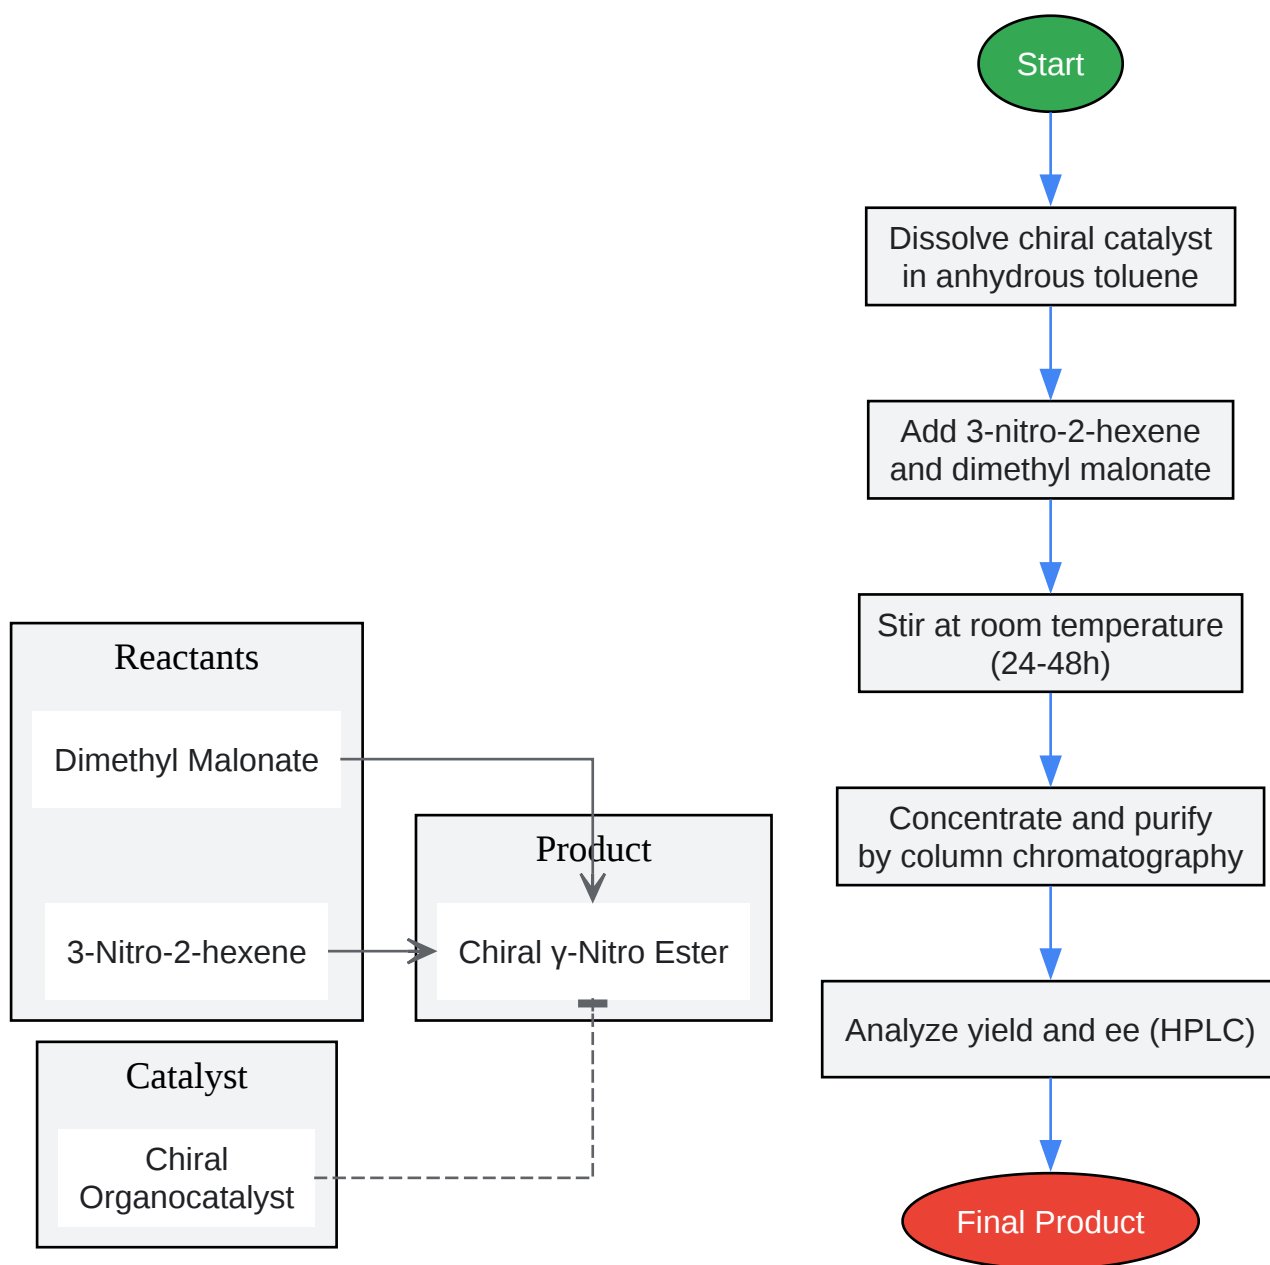 Start
Dissolve chiral catalyst
in anhydrous toluene
Add 3-nitro-2-hexene
and dimethyl malonate
Stir at room temperature
(24-48h)
Concentrate and purify
by column chromatography
Analyze yield and ee (HPLC)
Final Product
Reactants
Dimethyl Malonate
3-Nitro-2-hexene
Product
Chiral γ-Nitro Ester
Catalyst
Chiral
Organocatalyst